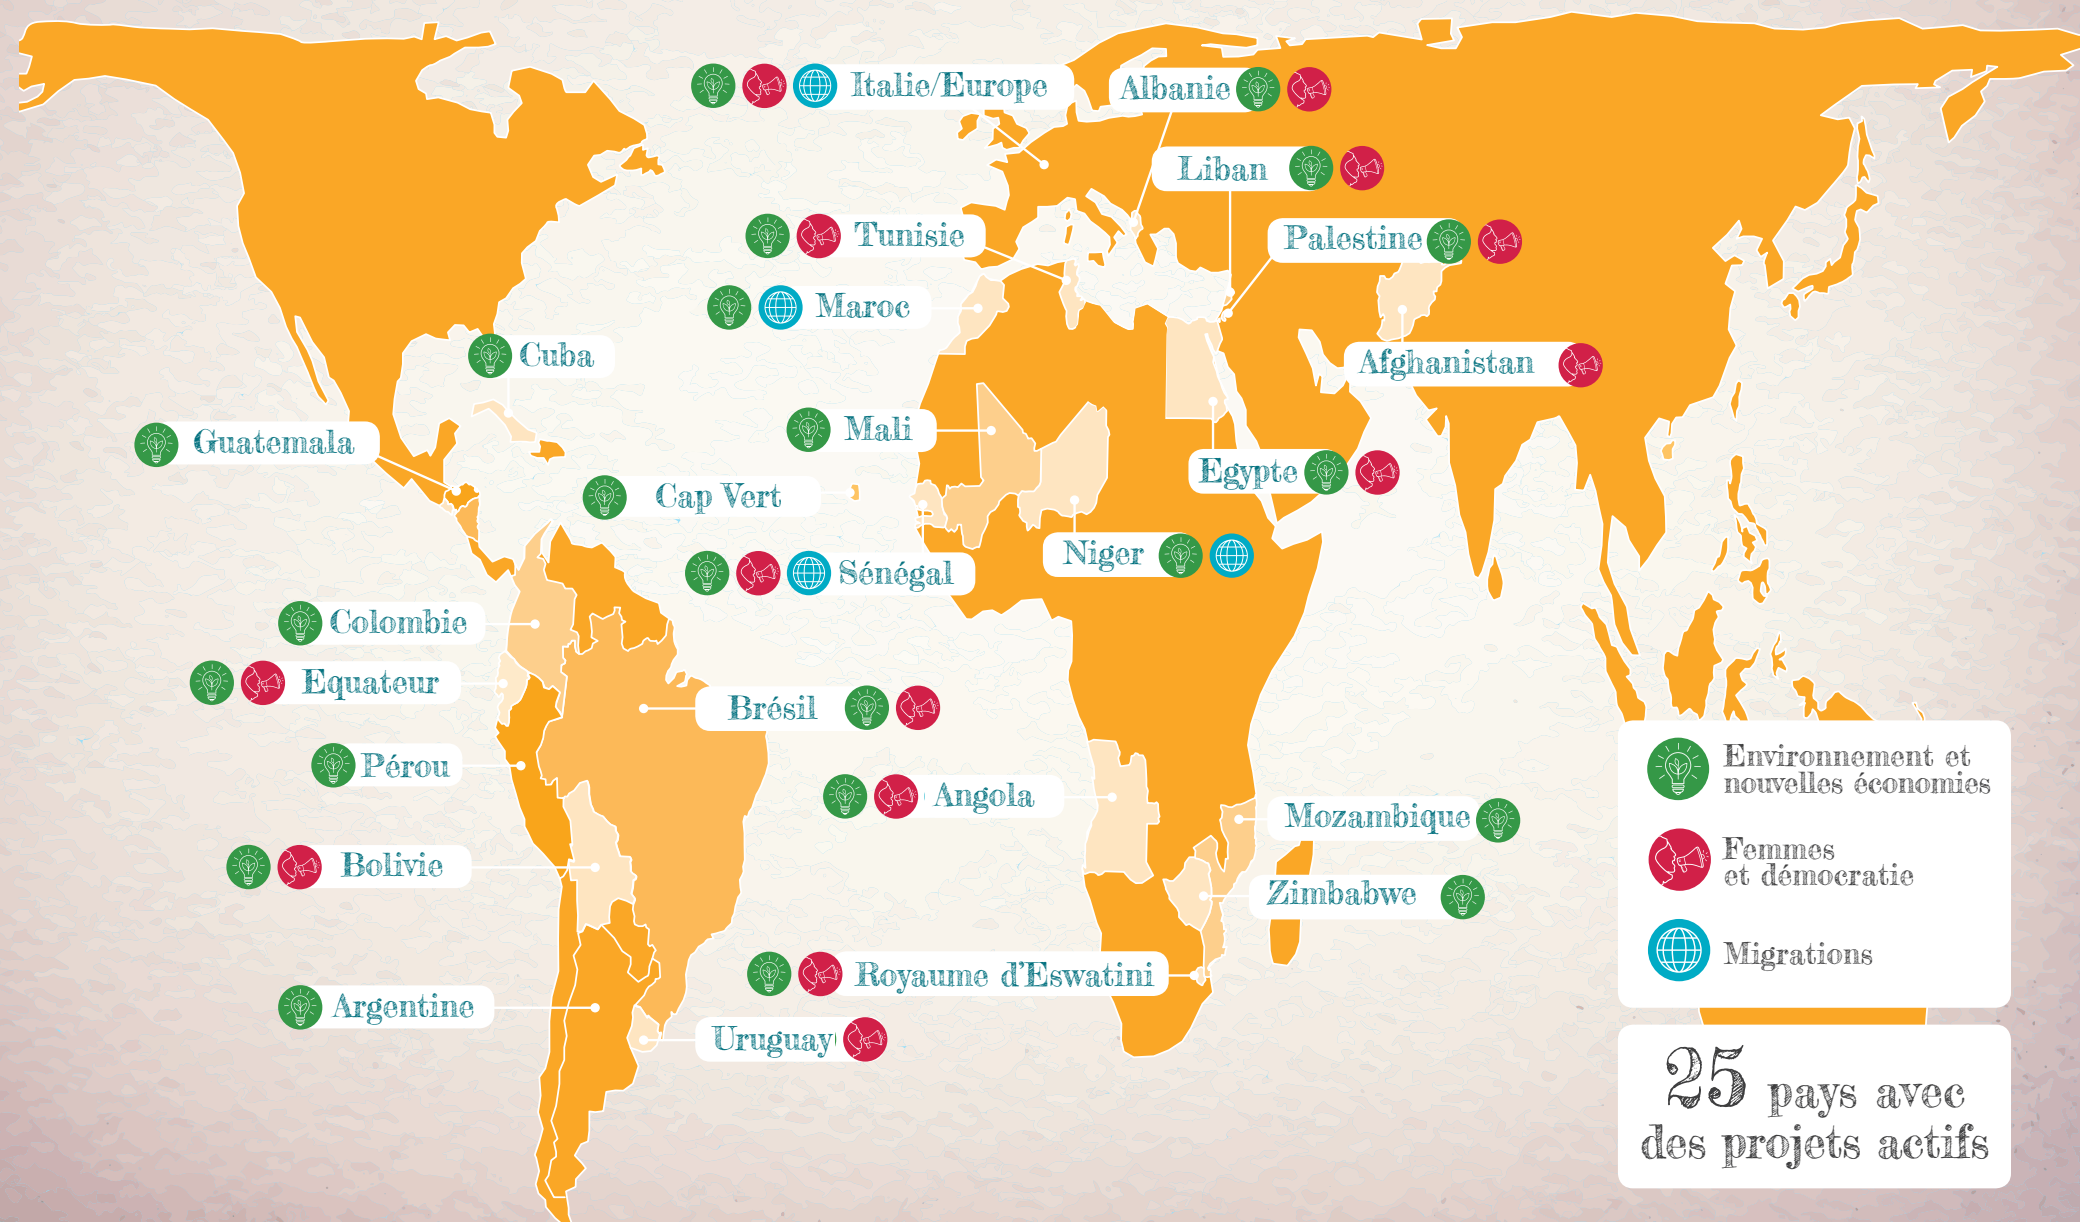 Italie/Europe
Albanie
Liban
Tunisie
Palestine
Maroc
Cuba
Afghanistan
Mali
Guatemala
Egypte
Cap Vert
Niger
Sénégal
Colombie
Equateur
Brésil
Pérou
Angola
Mozambique
Bolivie
Zimbabwe
Royaume d'Eswatini
Argentine
Uruguay
Environnement et
nouvelles économies
Femmes
et démocratie
Migrations
25 pays avec
des projets actifs